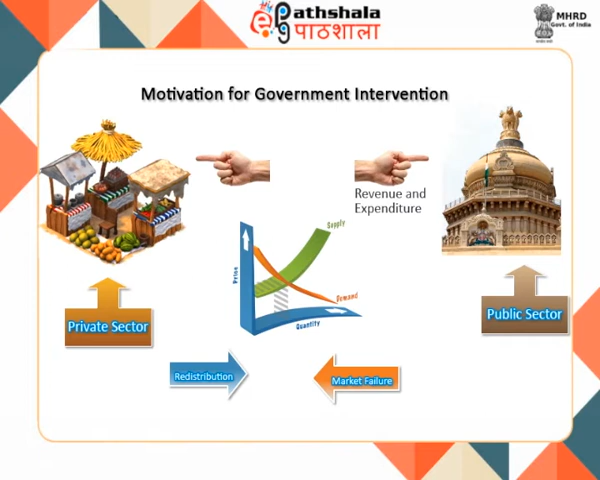 ePathshala
पाठशाला
MHRD
Govt. of India
Motivation for Government Intervention
Revenue and
Expenditure
Supply
Price
Demand
Quantity
Private Sector
Public Sector
Redistribution
Market Failure